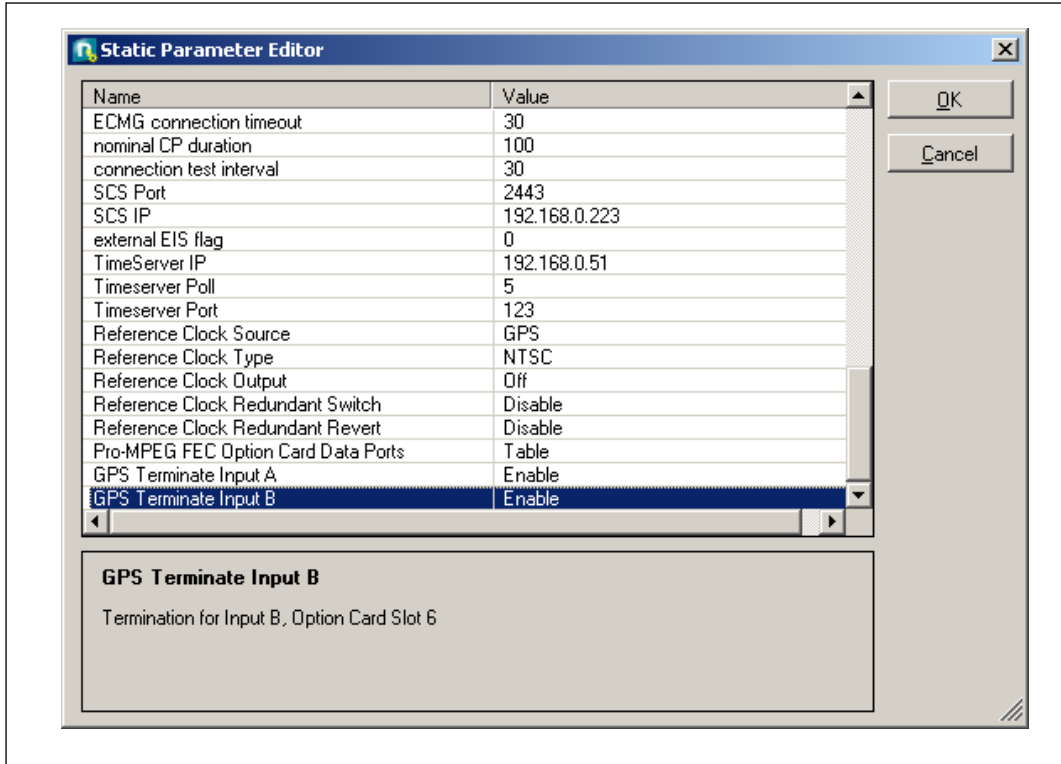 Static Parameter Editor
Name Value
ECMG connection timeout 30
nominal CP duration 100
connection test interval 30
SCS Port 2443
SCS IP 192.168.0.223
external EIS flag 0
TimeServer IP 192.168.0.51
Timeserver Poll 5
Timeserver Port 123
Reference Clock Source GPS
Reference Clock Type NTSC
Reference Clock Output Off
Reference Clock Redundant Switch Disable
Reference Clock Redundant Revert Disable
Pro-MPEG FEC Option Card Data Ports Table
GPS Terminate Input A Enable
GPS Terminate Input B Enable
OK
Cancel
GPS Terminate Input B
Termination for Input B, Option Card Slot 6